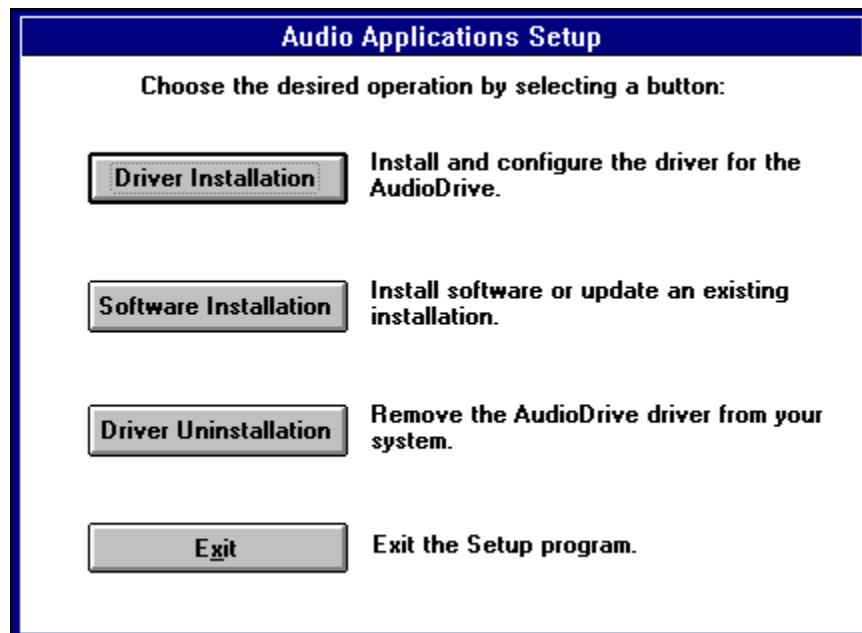 Audio Applications Setup
Choose the desired operation by selecting a button:
Driver Installation
Install and configure the driver for the
AudioDrive.
Software Installation
Install software or update an existing
installation.
Driver Uninstallation
Remove the AudioDrive driver from your
system.
Exit
Exit the Setup program.